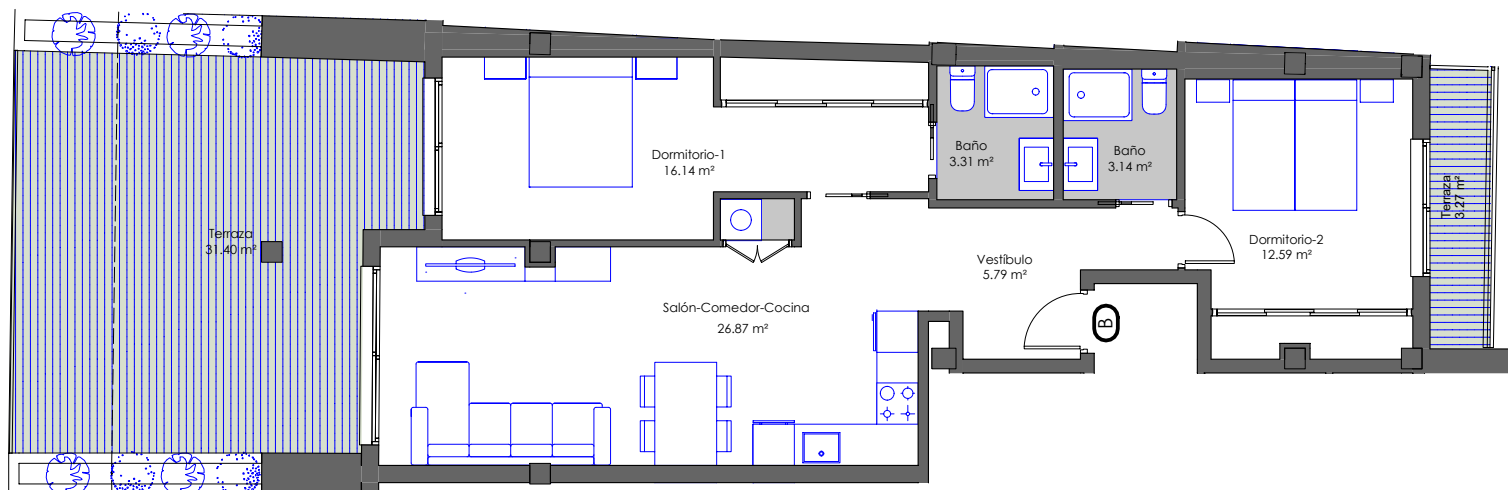 Terraza
31.40 m²
Dormitorio-1
16.14 m²
Baño
3.31 m²
Baño
3.14 m²
Dormitorio-2
12.59 m²
Terraza
3.27 m²
Vestíbulo
5.79 m²
Salón-Comedor-Cocina
26.87 m²
B